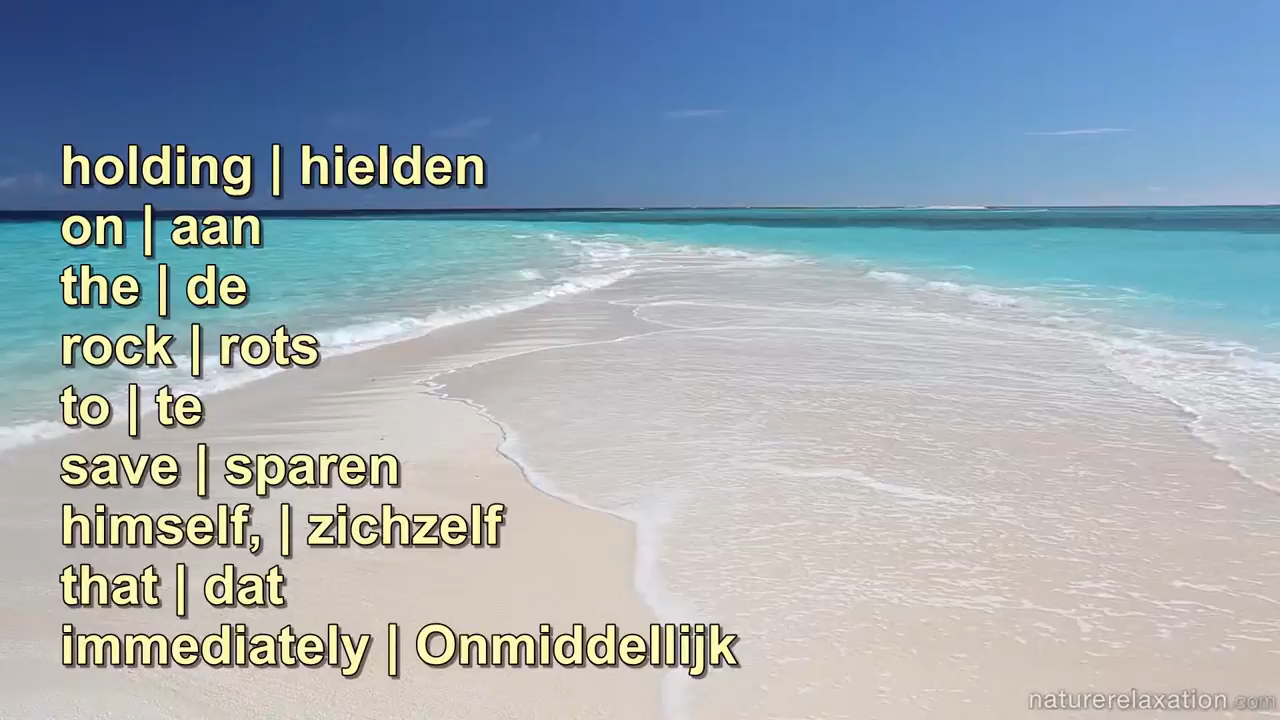 holding | hielden
on | aan
the | de
rock | rots
to | te
save | sparen
himself, | zichzelf
that | dat
immediately | Onmiddellijk
naturerelaxation.com